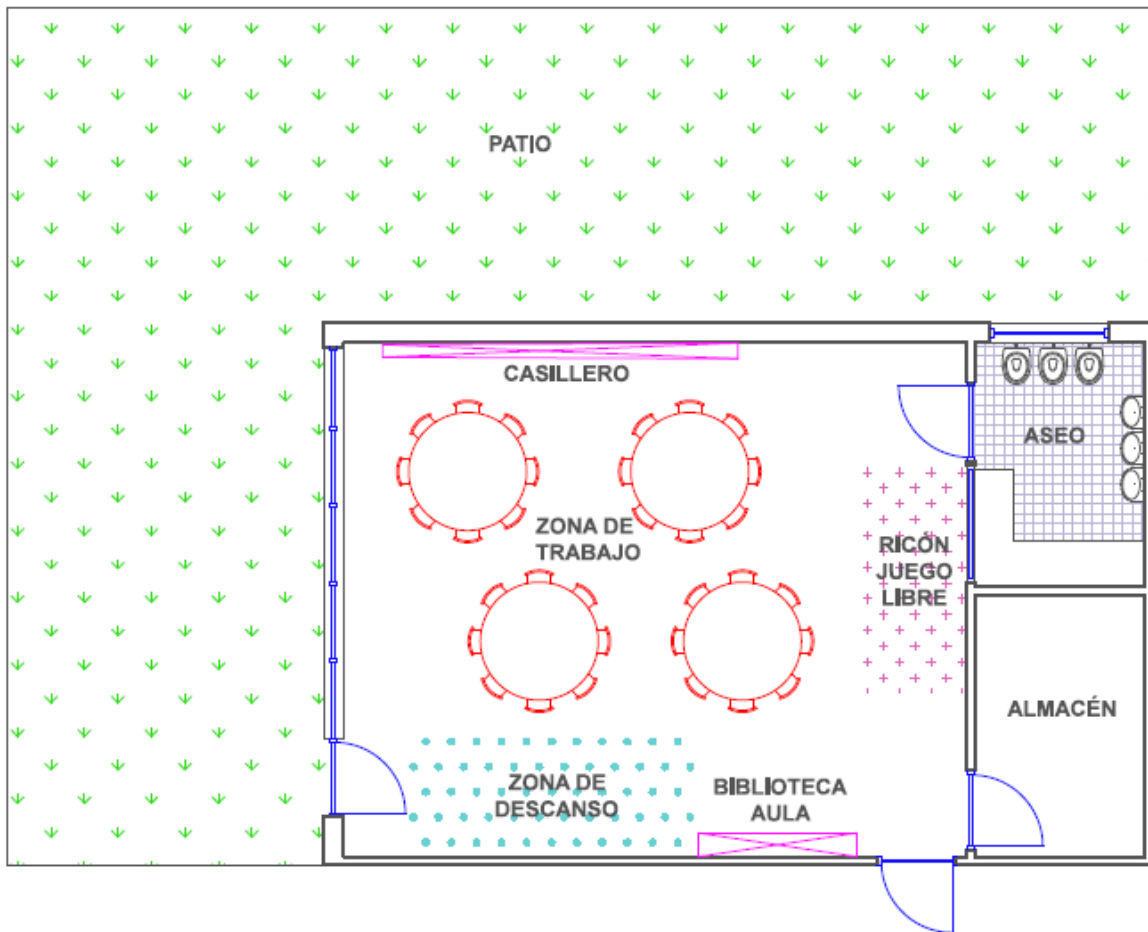 PATIO
CASILLERO
ASEO
ZONA DE
TRABAJO
RICÓN
JUEGO
LIBRE
ALMACÉN
ZONA DE
DESCANSO
BIBLIOTECA
AULA